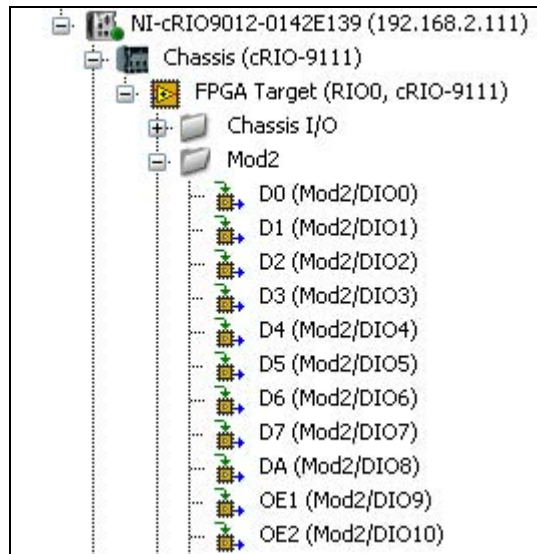 NI-cRIO9012-0142E139 (192.168.2.111)
Chassis (cRIO-9111)
FPGA Target (RIO0, cRIO-9111)
Chassis I/O
Mod2
D0 (Mod2/DIO0)
D1 (Mod2/DIO1)
D2 (Mod2/DIO2)
D3 (Mod2/DIO3)
D4 (Mod2/DIO4)
D5 (Mod2/DIO5)
D6 (Mod2/DIO6)
D7 (Mod2/DIO7)
DA (Mod2/DIO8)
OE1 (Mod2/DIO9)
OE2 (Mod2/DIO10)